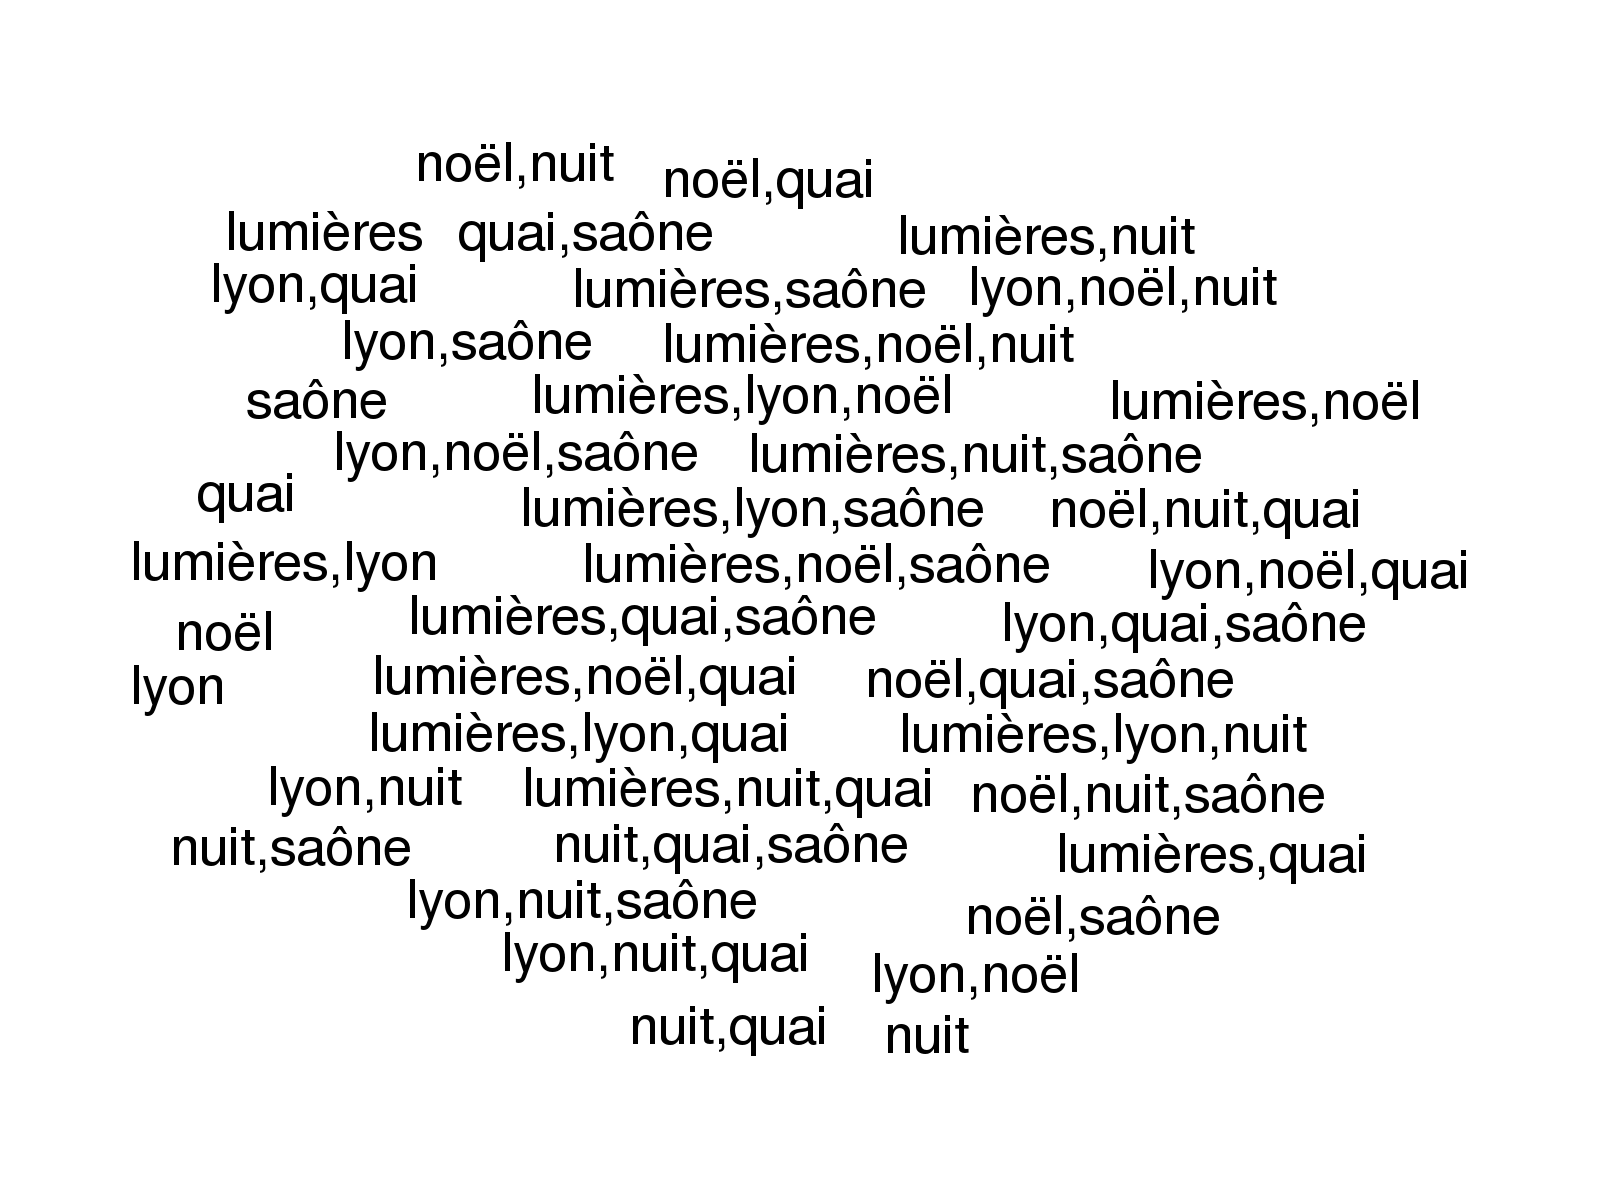 noël,nuit noël,quai
lumières quai,saône lumières,nuit
lyon,quai lumières,saône lyon,noël,nuit
lyon,saône lumières,noël,nuit
saône lumières,lyon,noël lumières,noël
lyon,noël,saône lumières,nuit,saône
quai lumières,lyon,saône noël,nuit,quai
lumières,lyon lumières,noël,saône lyon,noël,quai
noël lumières,quai,saône lyon,quai,saône
lyon lumières,noël,quai noël,quai,saône
lumières,lyon,quai lumières,lyon,nuit
lyon,nuit lumières,nuit,quai noël,nuit,saône
nuit,saône nuit,quai,saône lumières,quai
lyon,nuit,saône noël,saône
lyon,nuit,quai lyon,noël
nuit,quai nuit